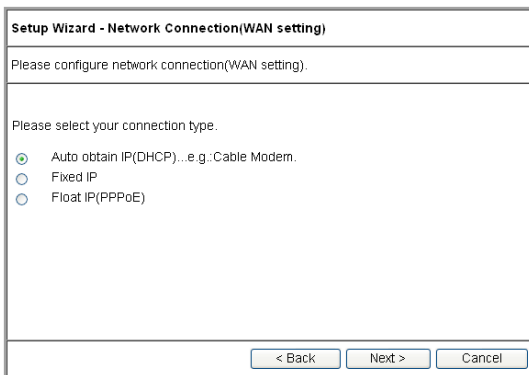 Setup Wizard - Network Connection(WAN setting)
Please configure network connection(WAN setting).
Please select your connection type.
Auto obtain IP(DHCP)...e.g.:Cable Modem.
Fixed IP
Float IP(PPPoE)
< Back Next > Cancel